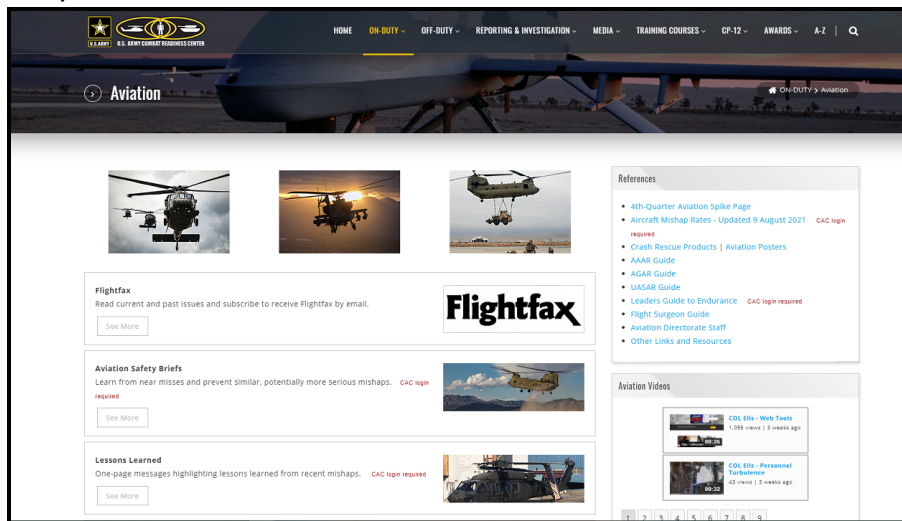 U.S.ARMY
U.S. ARMY COMBAT READINESS CENTER
HOME ON-DUTY OFF-DUTY REPORTING & INVESTIGATION MEDIA TRAINING COURSES CP-12 AWARDS A-Z
Aviation
ON-DUTY > Aviation
Flightfax
Read current and past issues and subscribe to receive Flightfax by email.
See More
Flightfax
Aviation Safety Briefs
Learn from near misses and prevent similar, potentially more serious mishaps. CAC login
required
See More
Lessons Learned
One-page messages highlighting lessons learned from recent mishaps. CAC login required
See More
References
4th-Quarter Aviation Spike Page
Aircraft Mishap Rates - Updated 9 August 2021 CAC login
required
Crash Rescue Products | Aviation Posters
AAAR Guide
AGAR Guide
UASAR Guide
Leaders Guide to Endurance CAC login required
Flight Surgeon Guide
Aviation Directorate Staff
Other Links and Resources
Aviation Videos
COL Ells - Web Tools
1,098 views | 3 weeks ago
00:26
COL Ells - Personnel
Turbulence
43 views | 3 weeks ago
00:32
1 2 3 4 5 6 7 8 9